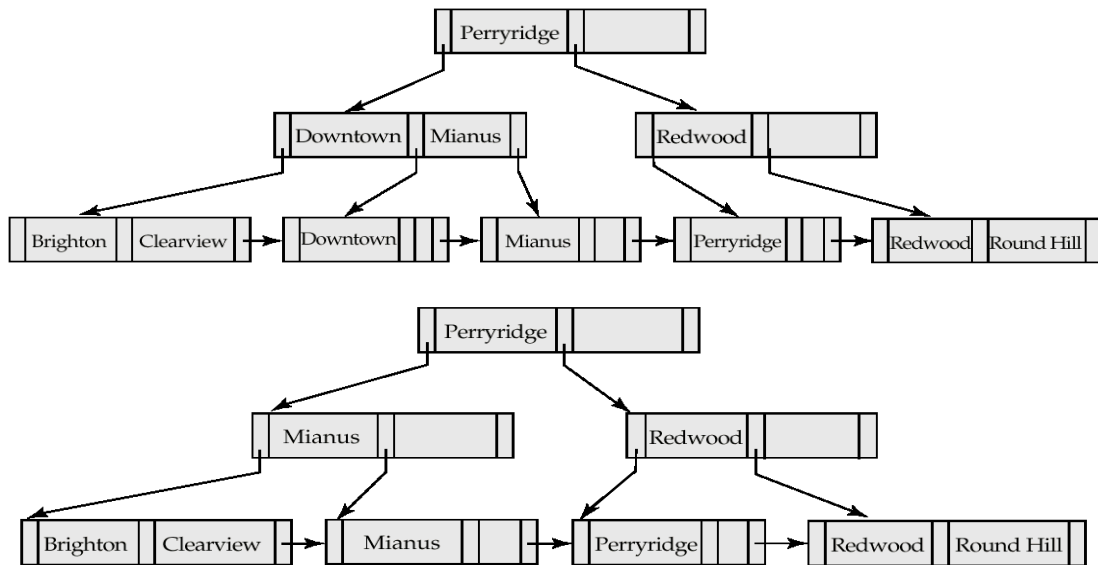 Perryridge
Downtown Mianus Redwood
Brighton Clearview Downtown Mianus Perryridge Redwood Round Hill
Perryridge
Mianus Redwood
Brighton Clearview Mianus Perryridge Redwood Round Hill